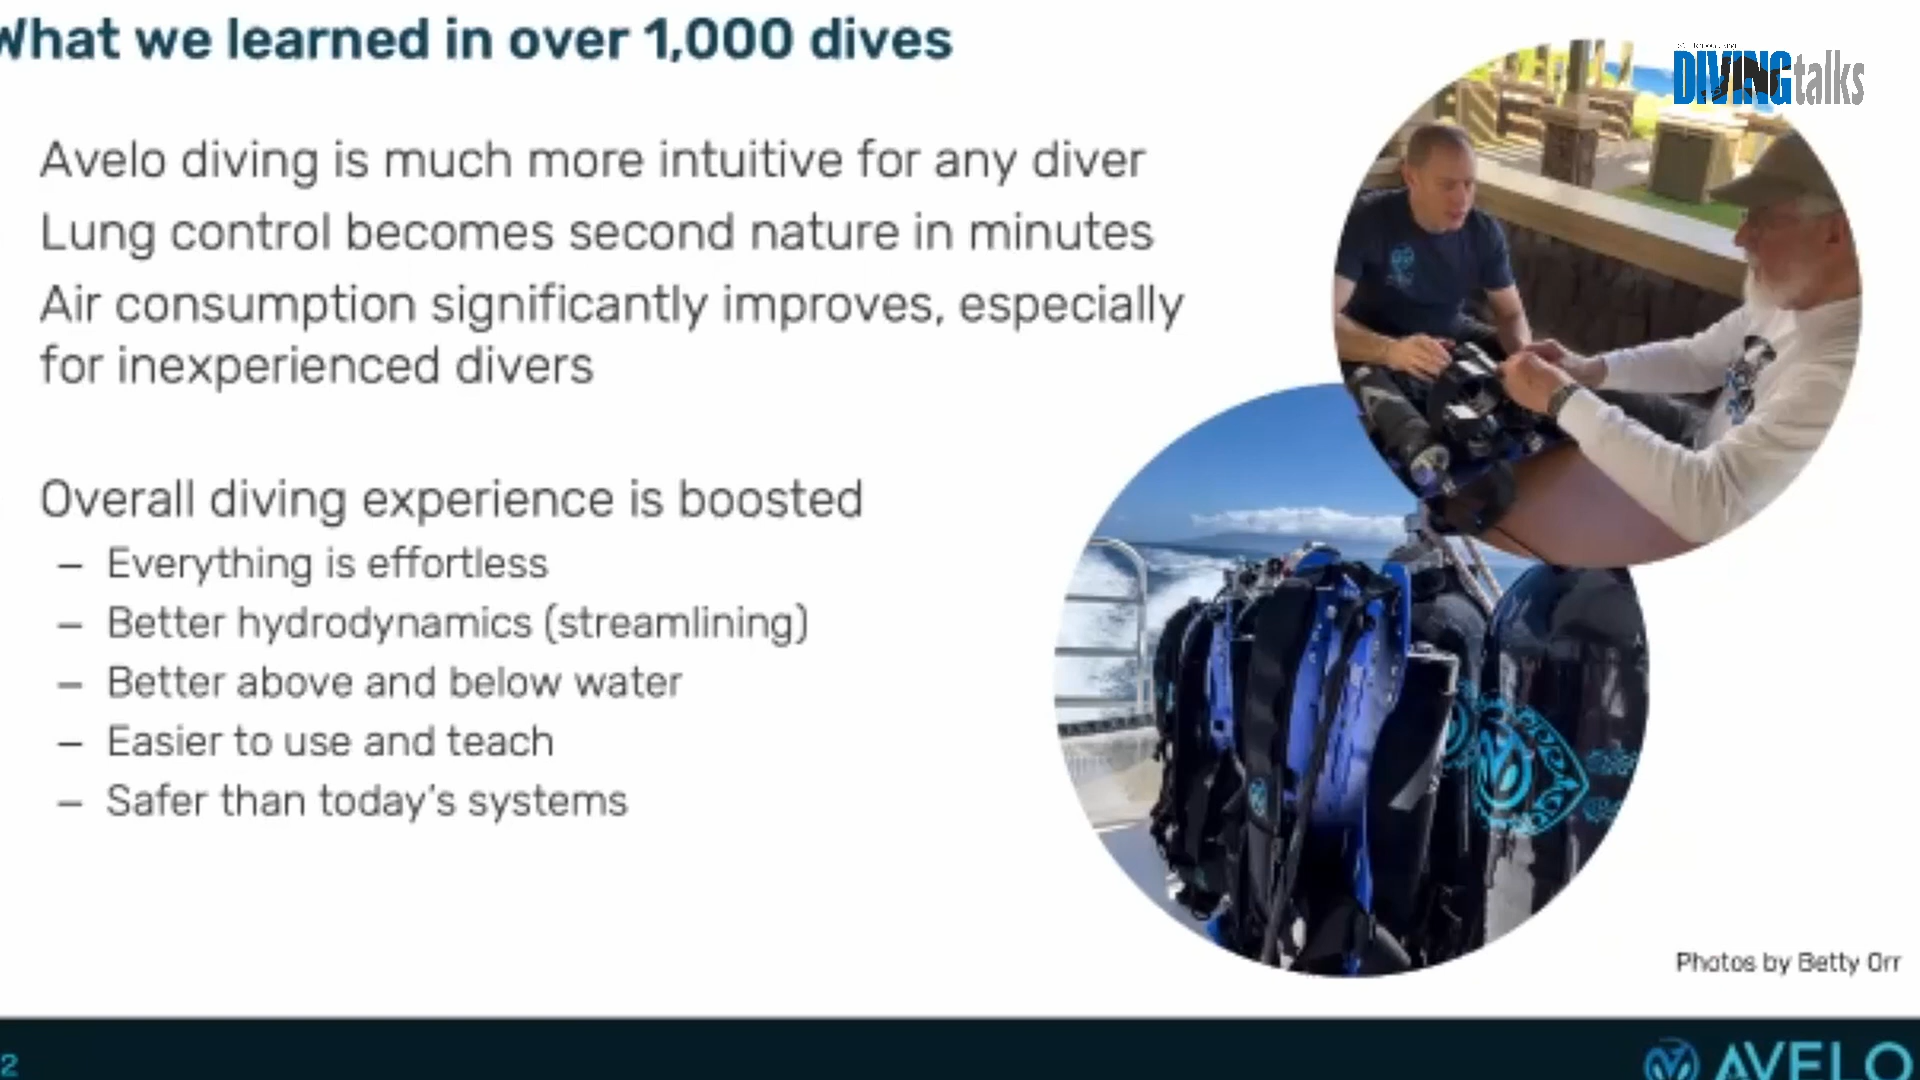 What we learned in over 1,000 dives
DIVINGtalks
Avelo diving is much more intuitive for any diver
Lung control becomes second nature in minutes
Air consumption significantly improves, especially
for inexperienced divers
Overall diving experience is boosted
– Everything is effortless
– Better hydrodynamics (streamlining)
– Better above and below water
– Easier to use and teach
– Safer than today's systems
Photos by Betty Orr
2
AVELO